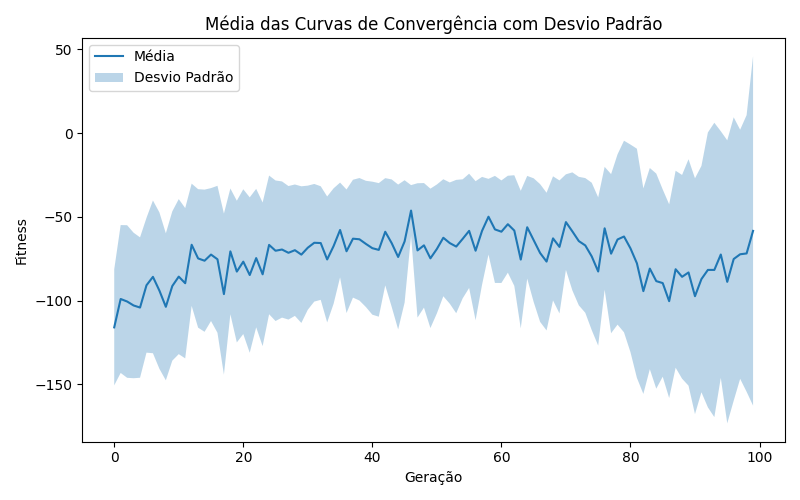 Média das Curvas de Convergência com Desvio Padrão
Média
Desvio Padrão
50
0
−50
−100
−150
Fitness
0 20 40 60 80 100
Geração